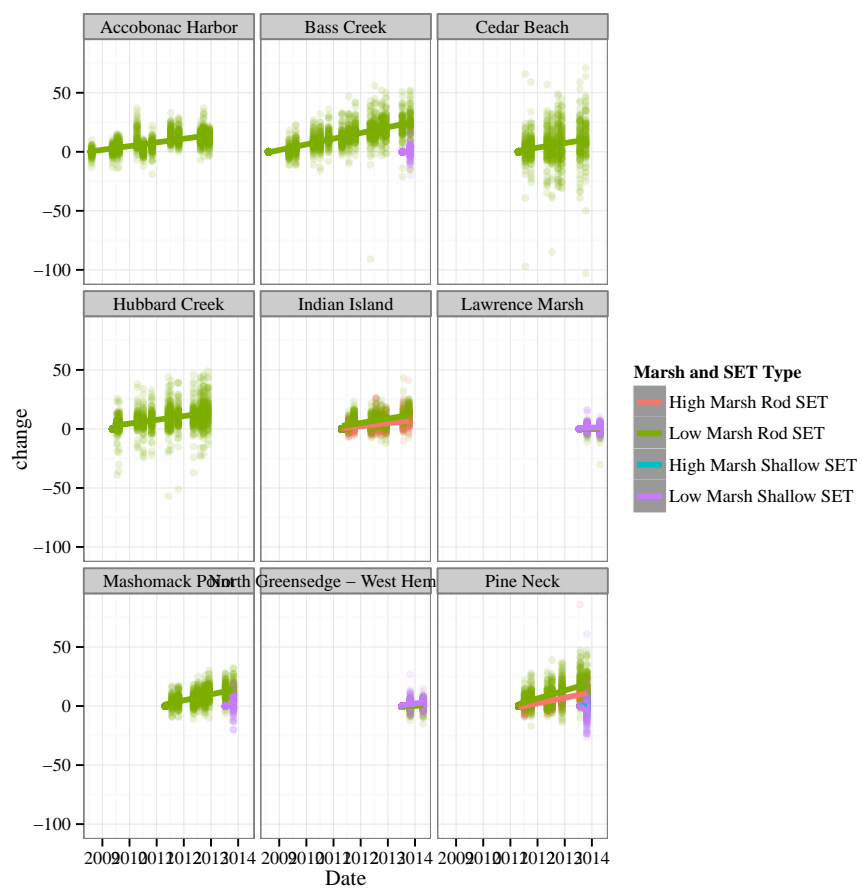 Accobonac Harbor Bass Creek Cedar Beach
50
0
−50
−100
Hubbard Creek Indian Island Lawrence Marsh
50
0
−50
−100
change
Marsh and SET Type
High Marsh Rod SET
Low Marsh Rod SET
High Marsh Shallow SET
Low Marsh Shallow SET
Mashomack Point North Greensedge − West Hem Pine Neck
50
0
−50
−100
2009 2010 2011 2012 2013 2014 2009 2010 2011 2012 2013 2014 2009 2010 2011 2012 2013 2014
Date